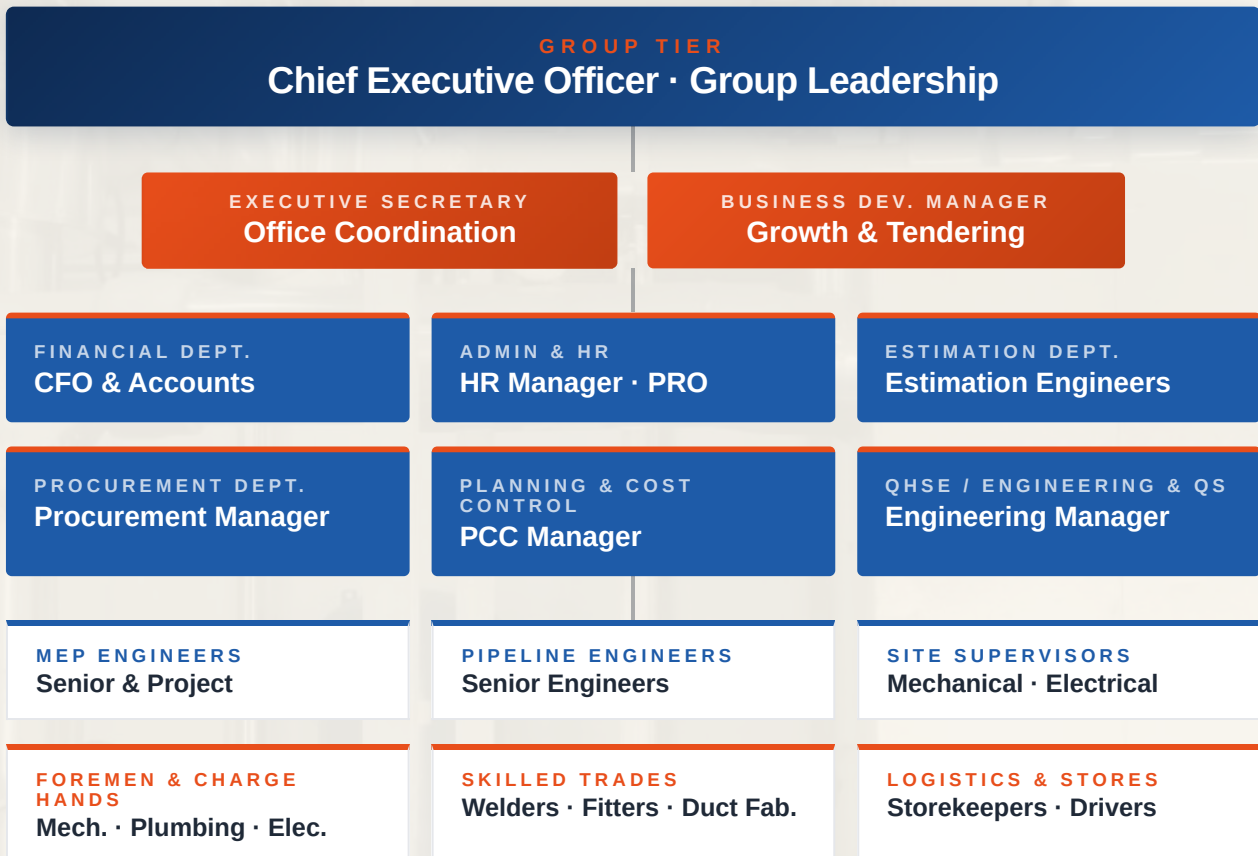 GROUP TIER
Chief Executive Officer · Group Leadership
EXECUTIVE SECRETARY
Office Coordination
BUSINESS DEV. MANAGER
Growth & Tendering
FINANCIAL DEPT.
CFO & Accounts
ADMIN & HR
HR Manager · PRO
ESTIMATION DEPT.
Estimation Engineers
PROCUREMENT DEPT.
Procurement Manager
PLANNING & COST
CONTROL
PCC Manager
QHSE / ENGINEERING & QS
Engineering Manager
MEP ENGINEERS
Senior & Project
PIPELINE ENGINEERS
Senior Engineers
SITE SUPERVISORS
Mechanical · Electrical
FOREMEN & CHARGE
HANDS
Mech. · Plumbing · Elec.
SKILLED TRADES
Welders · Fitters · Duct Fab.
LOGISTICS & STORES
Storekeepers · Drivers